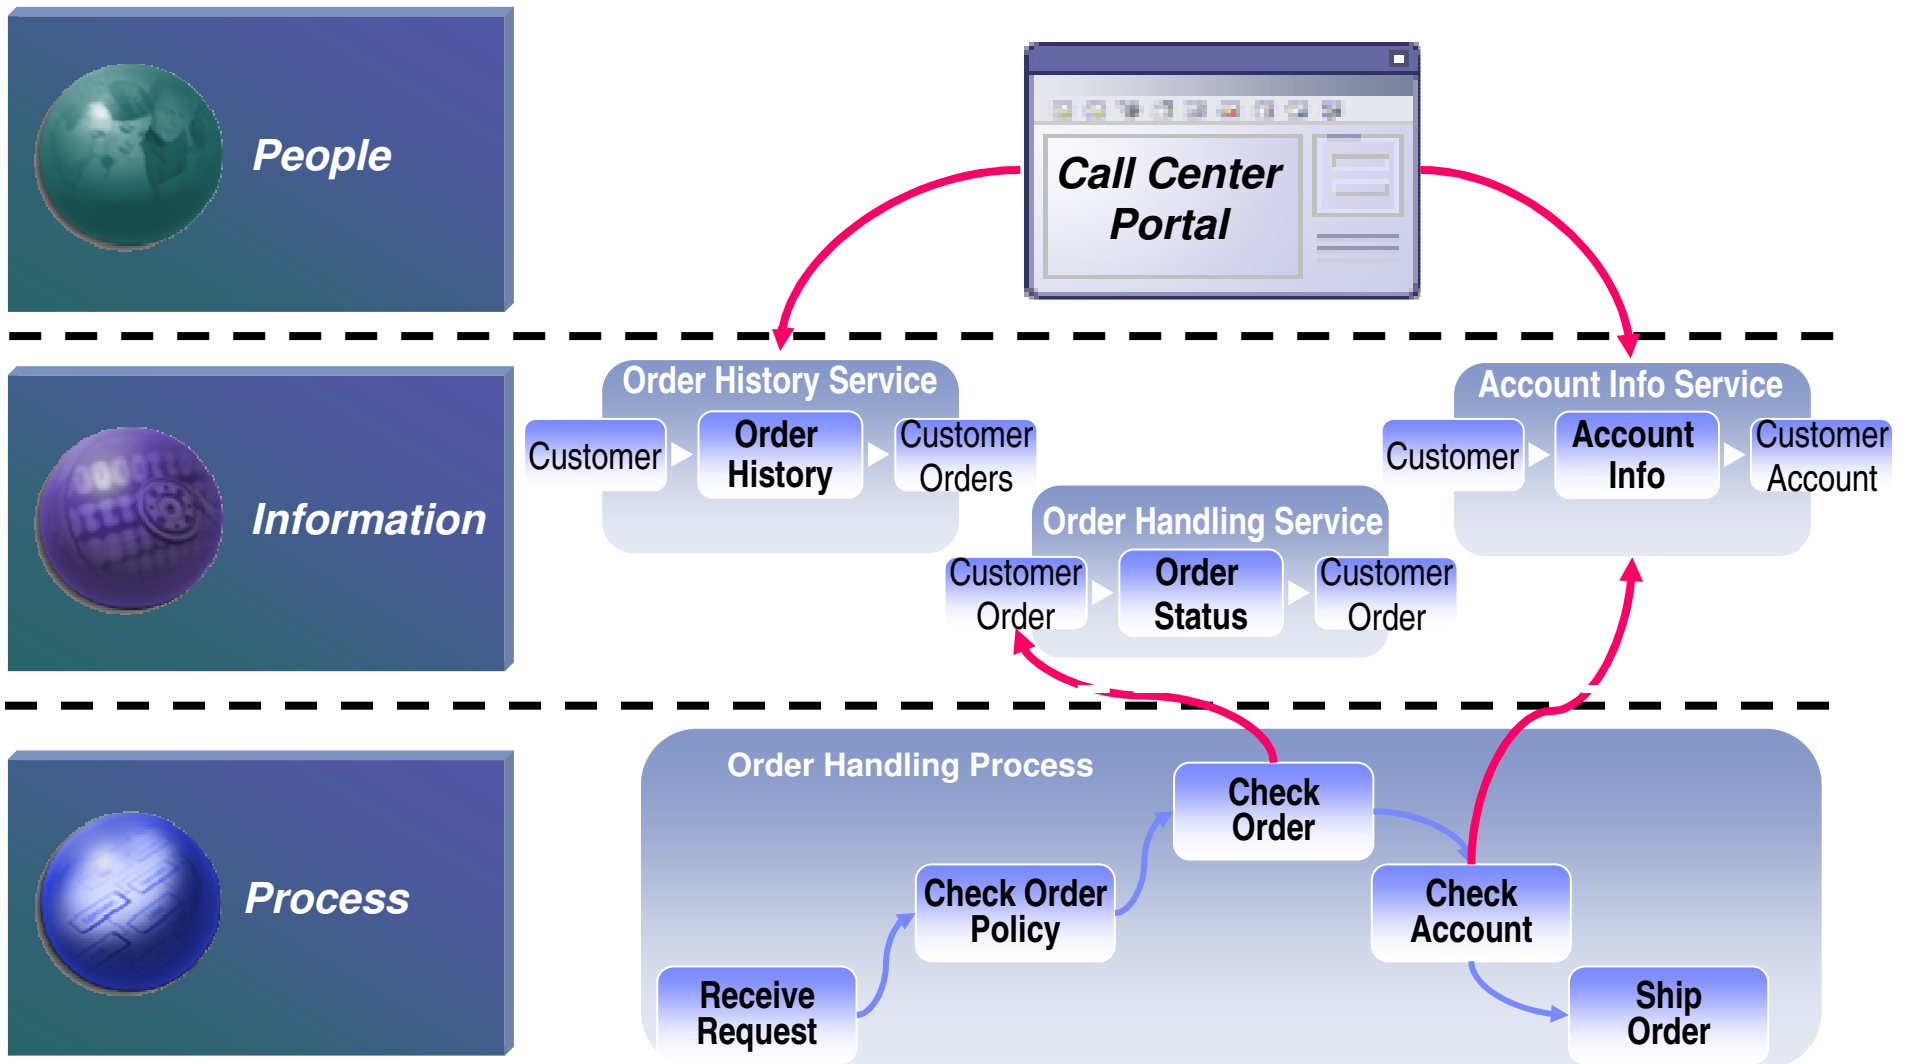 People
Call Center
Portal
Information
Order History Service
Customer
Order
History
Customer
Orders
Account Info Service
Customer
Account
Info
Customer
Account
Order Handling Service
Customer
Order
Order
Status
Customer
Order
Process
Order Handling Process
Check
Order
Check Order
Policy
Check
Account
Receive
Request
Ship
Order